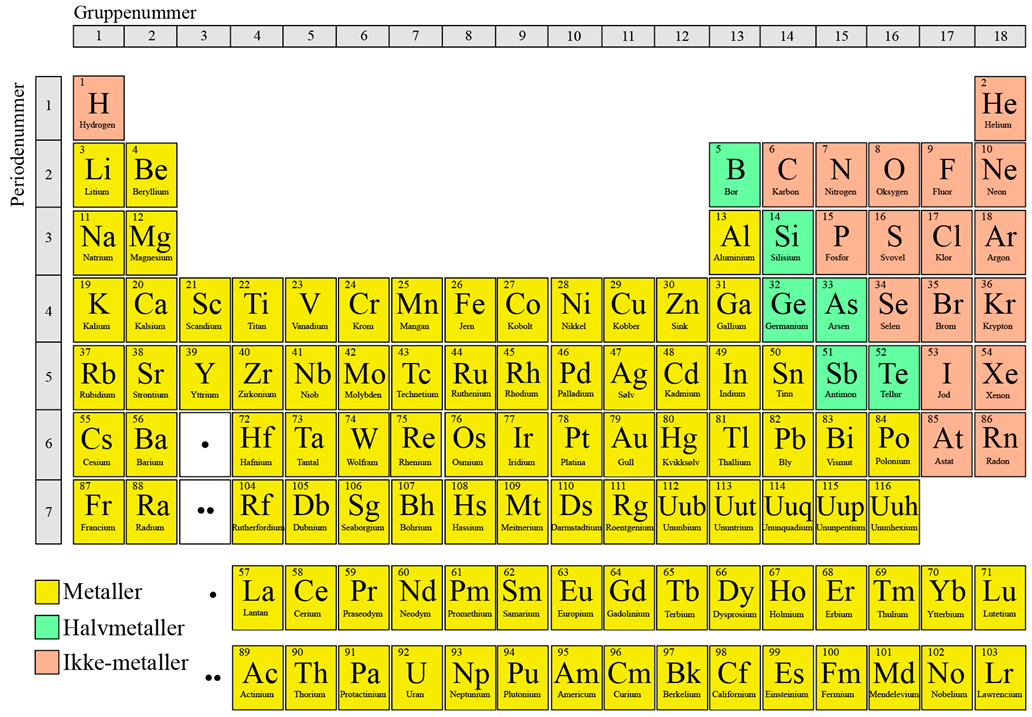 Gruppenummer
1 2 3 4 5 6 7 8 9 10 11 12 13 14 15 16 17 18
Periodenummer
1
1 2
H He
Hydrogen Helium
2
3 4 5 6 7 8 9 10
Li Be B C N O F Ne
Litium Beryllium Bor Karbon Nitrogen Oksygen Fluor Neon
3
11 12 13 14 15 16 17 18
Na Mg Al Si P S Cl Ar
Natrium Magnesium Aluminium Silisium Fosfor Svovel Klor Argon
4
19 20 21 22 23 24 25 26 27 28 29 30 31 32 33 34 35 36
K Ca Sc Ti V Cr Mn Fe Co Ni Cu Zn Ga Ge As Se Br Kr
Kalium Kalsium Scandium Titan Vanadium Krom Mangan Jern Kobolt Nikkel Kobber Sink Gallium Germanium Arsen Selen Brom Krypton
5
37 38 39 40 41 42 43 44 45 46 47 48 49 50 51 52 53 54
Rb Sr Y Zr Nb Mo Tc Ru Rh Pd Ag Cd In Sn Sb Te I Xe
Rubidium Strontium Yttrium Zirkonium Niob Molybden Technetium Ruthenium Rhodium Palladium Sølv Kadmium Indium Tinn Antimon Tellur Jod Xenon
6
55 56 72 73 74 75 76 77 78 79 80 81 82 83 84 85 86
Cs Ba • Hf Ta W Re Os Ir Pt Au Hg Tl Pb Bi Po At Rn
Cesium Barium Hafnium Tantal Wolfram Rhenium Osmium Iridium Platina Gull Kvikksølv Thallium Bly Vismut Polonium Astat Radon
7
87 88 104 105 106 107 108 109 110 111 112 113 114 115 116
Fr Ra •• Rf Db Sg Bh Hs Mt Ds Rg Uub Uut Uuq Uup Uuh
Francium Radium Rutherfordium Dubnium Seaborgium Bohrium Hassium Meitnerium Darmstadtium Roentgenium Ununbium Ununtrium Ununquadium Ununpentium Ununhexium
57 58 59 60 61 62 63 64 65 66 67 68 69 70 71
• La Ce Pr Nd Pm Sm Eu Gd Tb Dy Ho Er Tm Yb Lu
Lantan Cerium Praseodym Neodym Promethium Samarium Europium Gadolinium Terbium Dysprosium Holmium Erbium Thulium Ytterbium Lutetium
89 90 91 92 93 94 95 96 97 98 99 100 101 102 103
•• Ac Th Pa U Np Pu Am Cm Bk Cf Es Fm Md No Lr
Actinium Thorium Protactinium Uran Neptunium Plutonium Americum Curium Berkelium Californium Einsteinium Fermium Mendelevium Nobelium Lawrencium
Metaller
Halvmetaller
Ikke-metaller